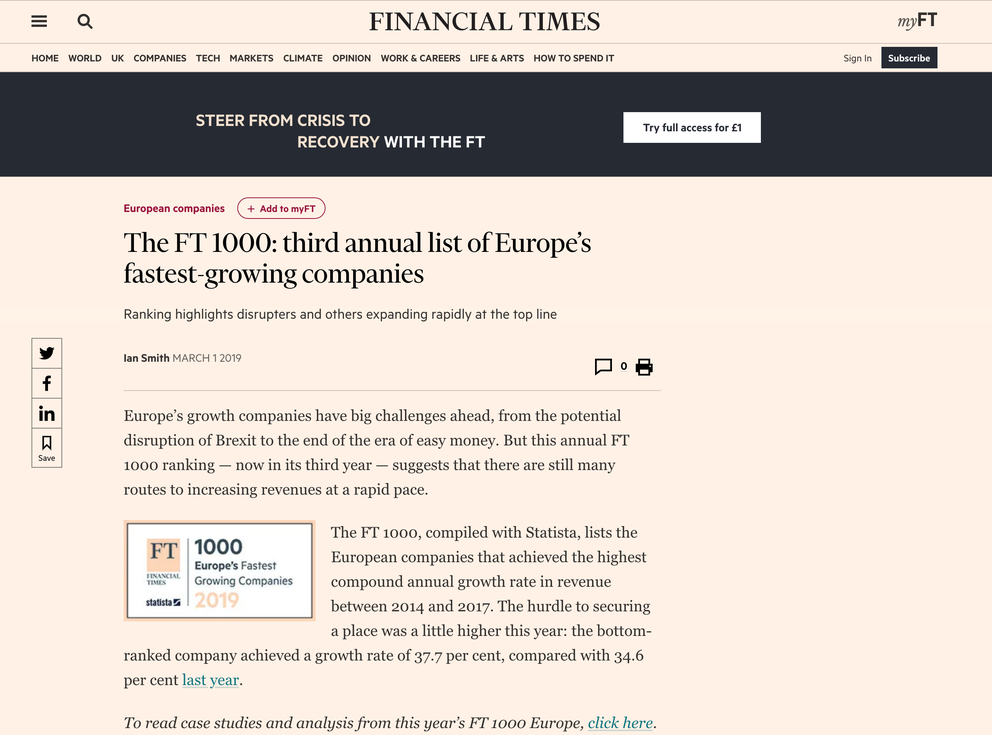 FINANCIAL TIMES
myFT
HOME WORLD UK COMPANIES TECH MARKETS CLIMATE OPINION WORK & CAREERS LIFE & ARTS HOW TO SPEND IT
Sign In
Subscribe
STEER FROM CRISIS TO
RECOVERY WITH THE FT
Try full access for £1
European companies
+ Add to myFT
The FT 1000: third annual list of Europe’s
fastest-growing companies
Ranking highlights disrupters and others expanding rapidly at the top line
Ian Smith MARCH 1 2019
0
Save
Europe’s growth companies have big challenges ahead, from the potential
disruption of Brexit to the end of the era of easy money. But this annual FT
1000 ranking — now in its third year — suggests that there are still many
routes to increasing revenues at a rapid pace.
FT
FINANCIAL
TIMES
statista
1000
Europe’s Fastest
Growing Companies
2019
The FT 1000, compiled with Statista, lists the
European companies that achieved the highest
compound annual growth rate in revenue
between 2014 and 2017. The hurdle to securing
a place was a little higher this year: the bottom-
ranked company achieved a growth rate of 37.7 per cent, compared with 34.6
per cent last year.
To read case studies and analysis from this year’s FT 1000 Europe, click here.